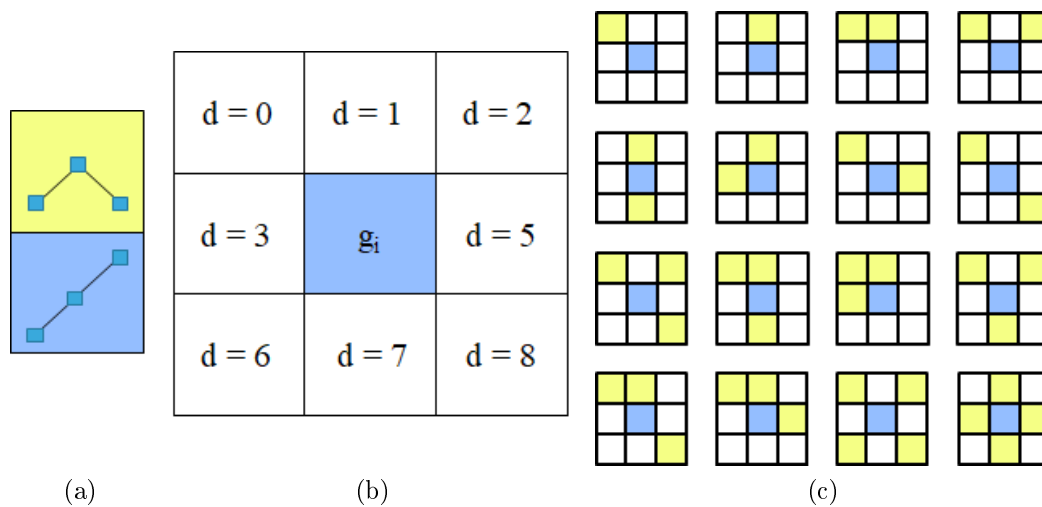 d = 0 d = 1 d = 2
d = 3 gᵢ d = 5
d = 6 d = 7 d = 8
(a) (b) (c)